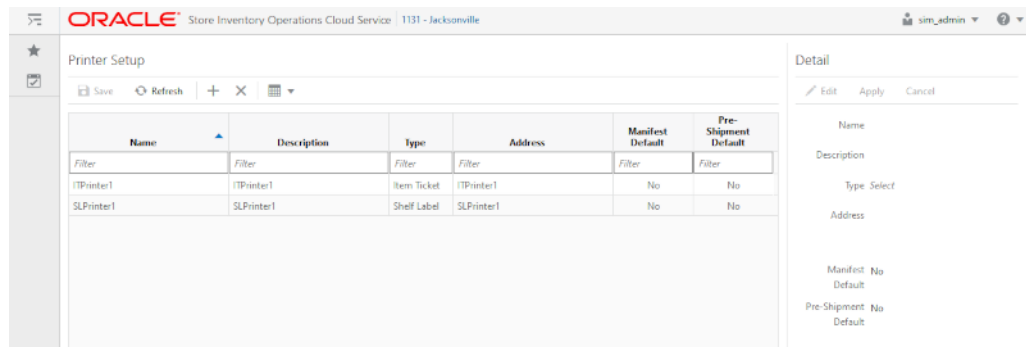 ORACLE® Store Inventory Operations Cloud Service 1131 - Jacksonville sim_admin
Printer Setup
Save Refresh
Name Description Type Address Manifest Default Pre-Shipment Default
Filter Filter Filter Filter Filter Filter
ITPrinter1 ITPrinter1 Item Ticket ITPrinter1 No No
SLPrinter1 SLPrinter1 Shelf Label SLPrinter1 No No
Detail
Edit Apply Cancel
Name
Description
Type Select
Address
Manifest No
Default
Pre-Shipment No
Default